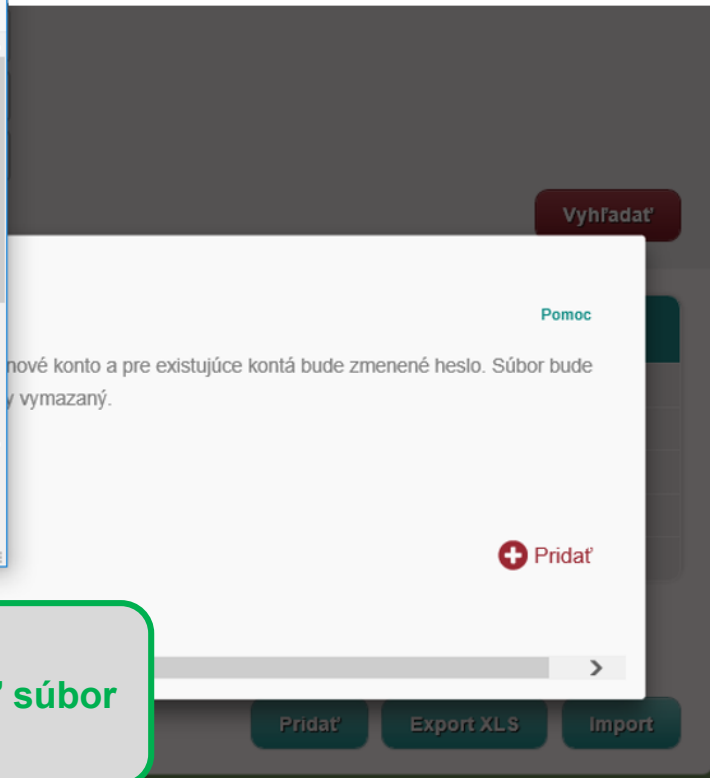 Vyhľadať
Pomoc
nové konto a pre existujúce kontá bude zmenené heslo. Súbor bude
vymazaný.
Pridať
súbor
Pridať
Export XLS
Import